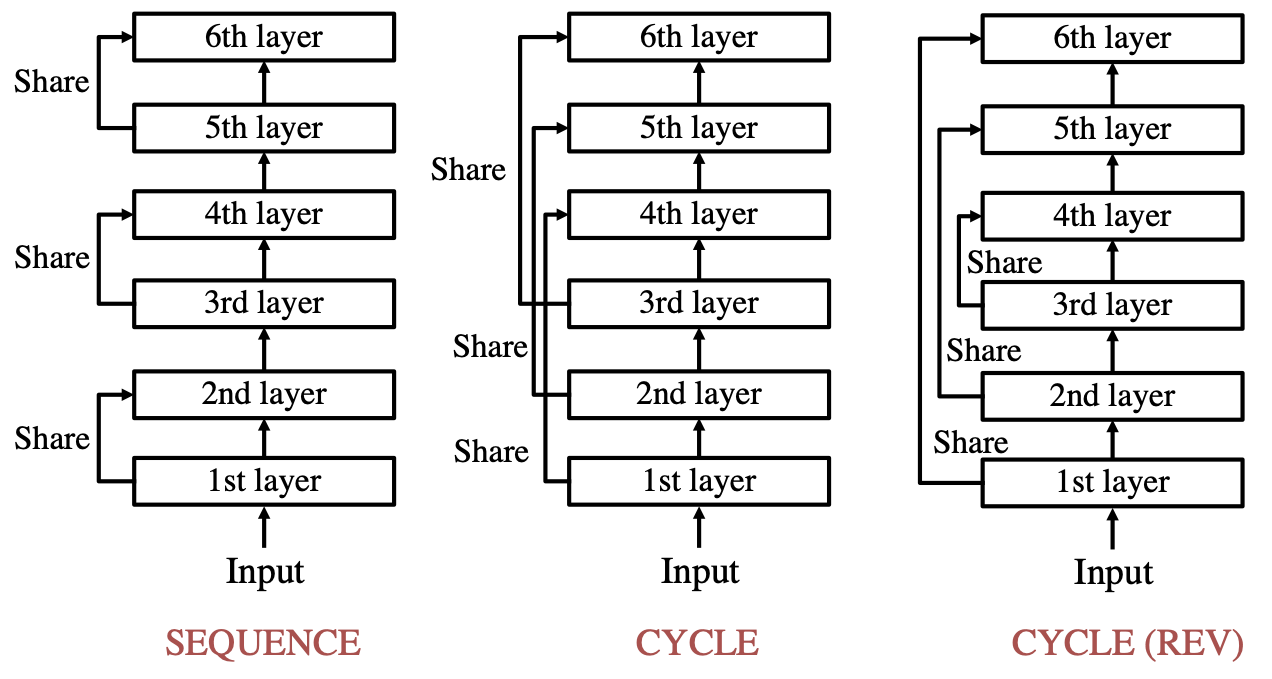 6th layer
Share
5th layer
4th layer
Share
3rd layer
2nd layer
Share
1st layer
Input
SEQUENCE
6th layer
5th layer
Share
4th layer
3rd layer
Share
2nd layer
Share
1st layer
Input
CYCLE
6th layer
5th layer
4th layer
Share
3rd layer
Share
2nd layer
Share
1st layer
Input
CYCLE (REV)